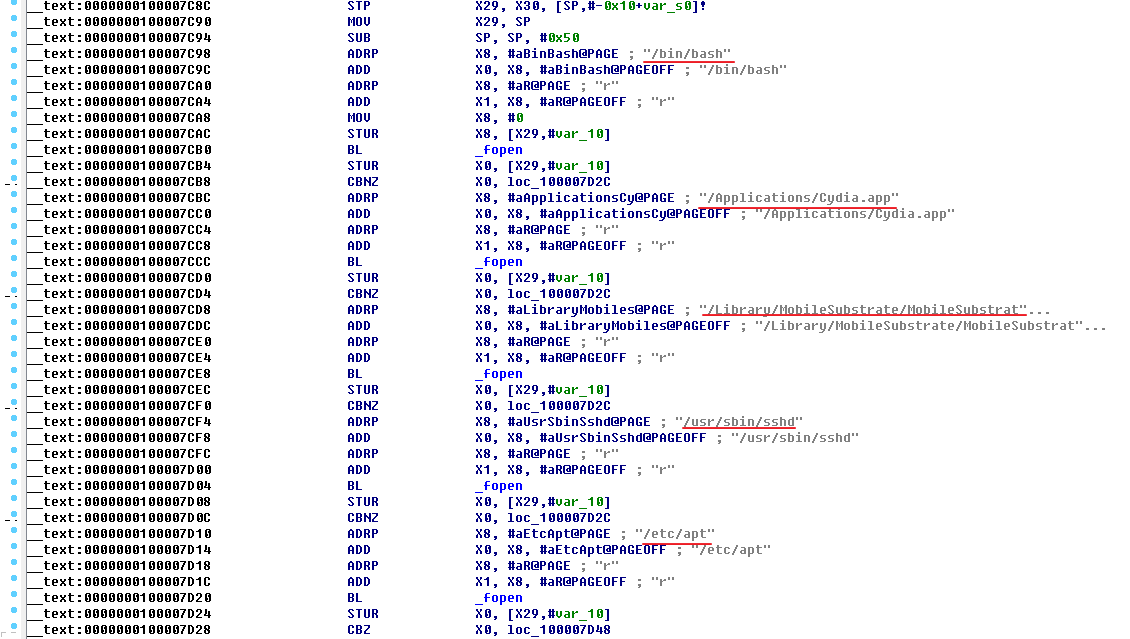 __text:0000000100007C8C STP X29, X30, [SP,#-0x10+var_s0]!
__text:0000000100007C90 MOV X29, SP
__text:0000000100007C94 SUB SP, SP, #0x50
__text:0000000100007C98 ADRP X8, #aBinBash@PAGE ; "/bin/bash"
__text:0000000100007C9C ADD X0, X8, #aBinBash@PAGEOFF ; "/bin/bash"
__text:0000000100007CA0 ADRP X8, #aR@PAGE ; "r"
__text:0000000100007CA4 ADD X1, X8, #aR@PAGEOFF ; "r"
__text:0000000100007CA8 MOV X8, #0
__text:0000000100007CAC STUR X8, [X29,#var_10]
__text:0000000100007CB0 BL _fopen
__text:0000000100007CB4 STUR X0, [X29,#var_10]
__text:0000000100007CB8 CBNZ X0, loc_100007D2C
__text:0000000100007CBC ADRP X8, #aApplicationsCy@PAGE ; "/Applications/Cydia.app"
__text:0000000100007CC0 ADD X0, X8, #aApplicationsCy@PAGEOFF ; "/Applications/Cydia.app"
__text:0000000100007CC4 ADRP X8, #aR@PAGE ; "r"
__text:0000000100007CC8 ADD X1, X8, #aR@PAGEOFF ; "r"
__text:0000000100007CCC BL _fopen
__text:0000000100007CD0 STUR X0, [X29,#var_10]
__text:0000000100007CD4 CBNZ X0, loc_100007D2C
__text:0000000100007CD8 ADRP X8, #aLibraryMobiles@PAGE ; "/Library/MobileSubstrate/MobileSubstrat"...
__text:0000000100007CDC ADD X0, X8, #aLibraryMobiles@PAGEOFF ; "/Library/MobileSubstrate/MobileSubstrat"...
__text:0000000100007CE0 ADRP X8, #aR@PAGE ; "r"
__text:0000000100007CE4 ADD X1, X8, #aR@PAGEOFF ; "r"
__text:0000000100007CE8 BL _fopen
__text:0000000100007CEC STUR X0, [X29,#var_10]
__text:0000000100007CF0 CBNZ X0, loc_100007D2C
__text:0000000100007CF4 ADRP X8, #aUsrSbinSshd@PAGE ; "/usr/sbin/sshd"
__text:0000000100007CF8 ADD X0, X8, #aUsrSbinSshd@PAGEOFF ; "/usr/sbin/sshd"
__text:0000000100007CFC ADRP X8, #aR@PAGE ; "r"
__text:0000000100007D00 ADD X1, X8, #aR@PAGEOFF ; "r"
__text:0000000100007D04 BL _fopen
__text:0000000100007D08 STUR X0, [X29,#var_10]
__text:0000000100007D0C CBNZ X0, loc_100007D2C
__text:0000000100007D10 ADRP X8, #aEtcApt@PAGE ; "/etc/apt"
__text:0000000100007D14 ADD X0, X8, #aEtcApt@PAGEOFF ; "/etc/apt"
__text:0000000100007D18 ADRP X8, #aR@PAGE ; "r"
__text:0000000100007D1C ADD X1, X8, #aR@PAGEOFF ; "r"
__text:0000000100007D20 BL _fopen
__text:0000000100007D24 STUR X0, [X29,#var_10]
__text:0000000100007D28 CBZ X0, loc_100007D48